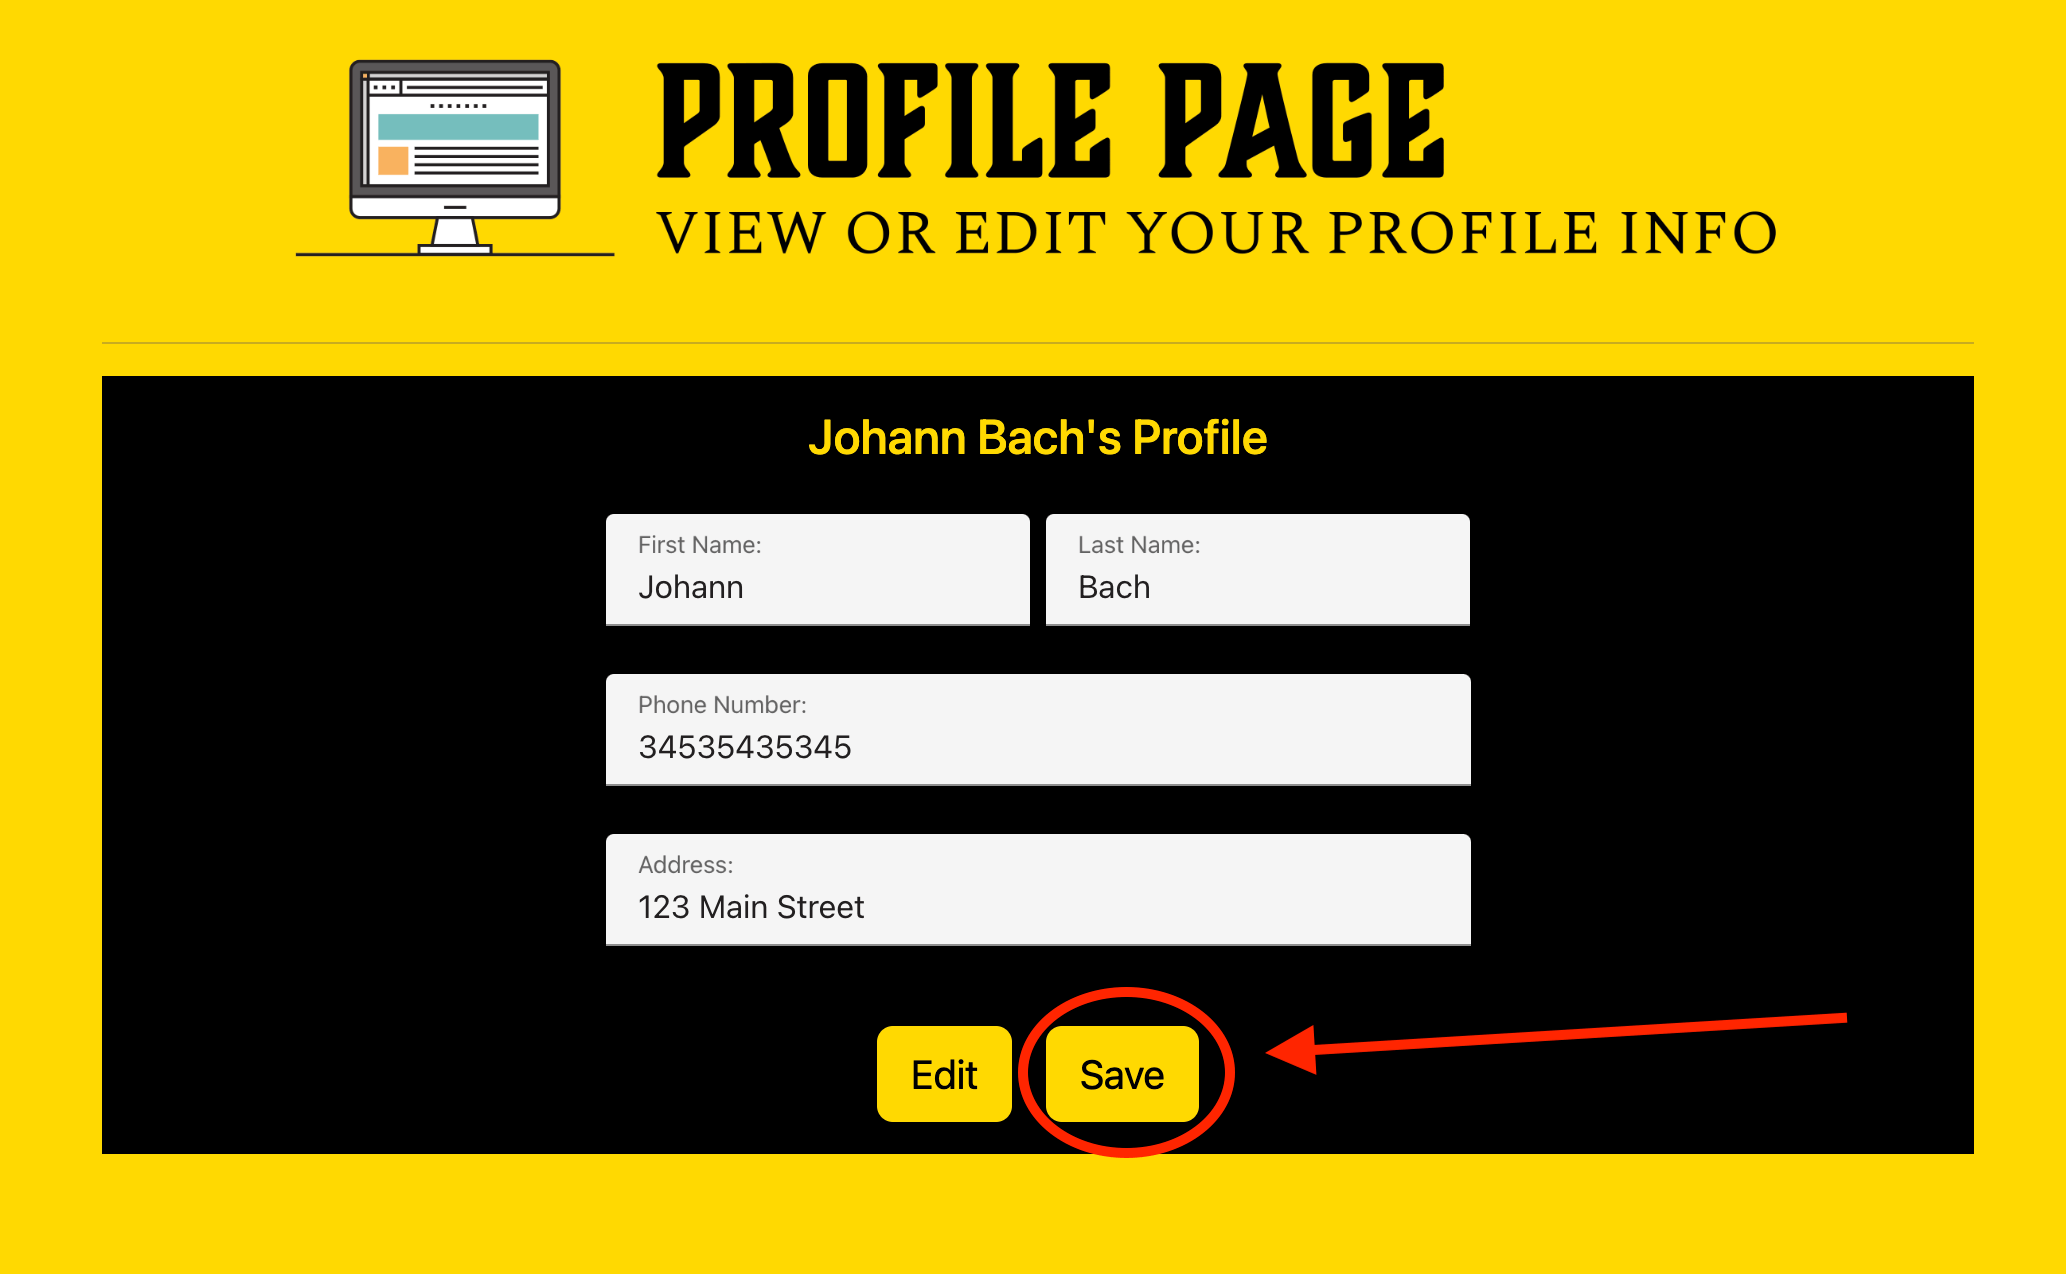 PROFILE PAGE
VIEW OR EDIT YOUR PROFILE INFO
Johann Bach's Profile
First Name:
Johann
Last Name:
Bach
Phone Number:
34535435345
Address:
123 Main Street
Edit
Save